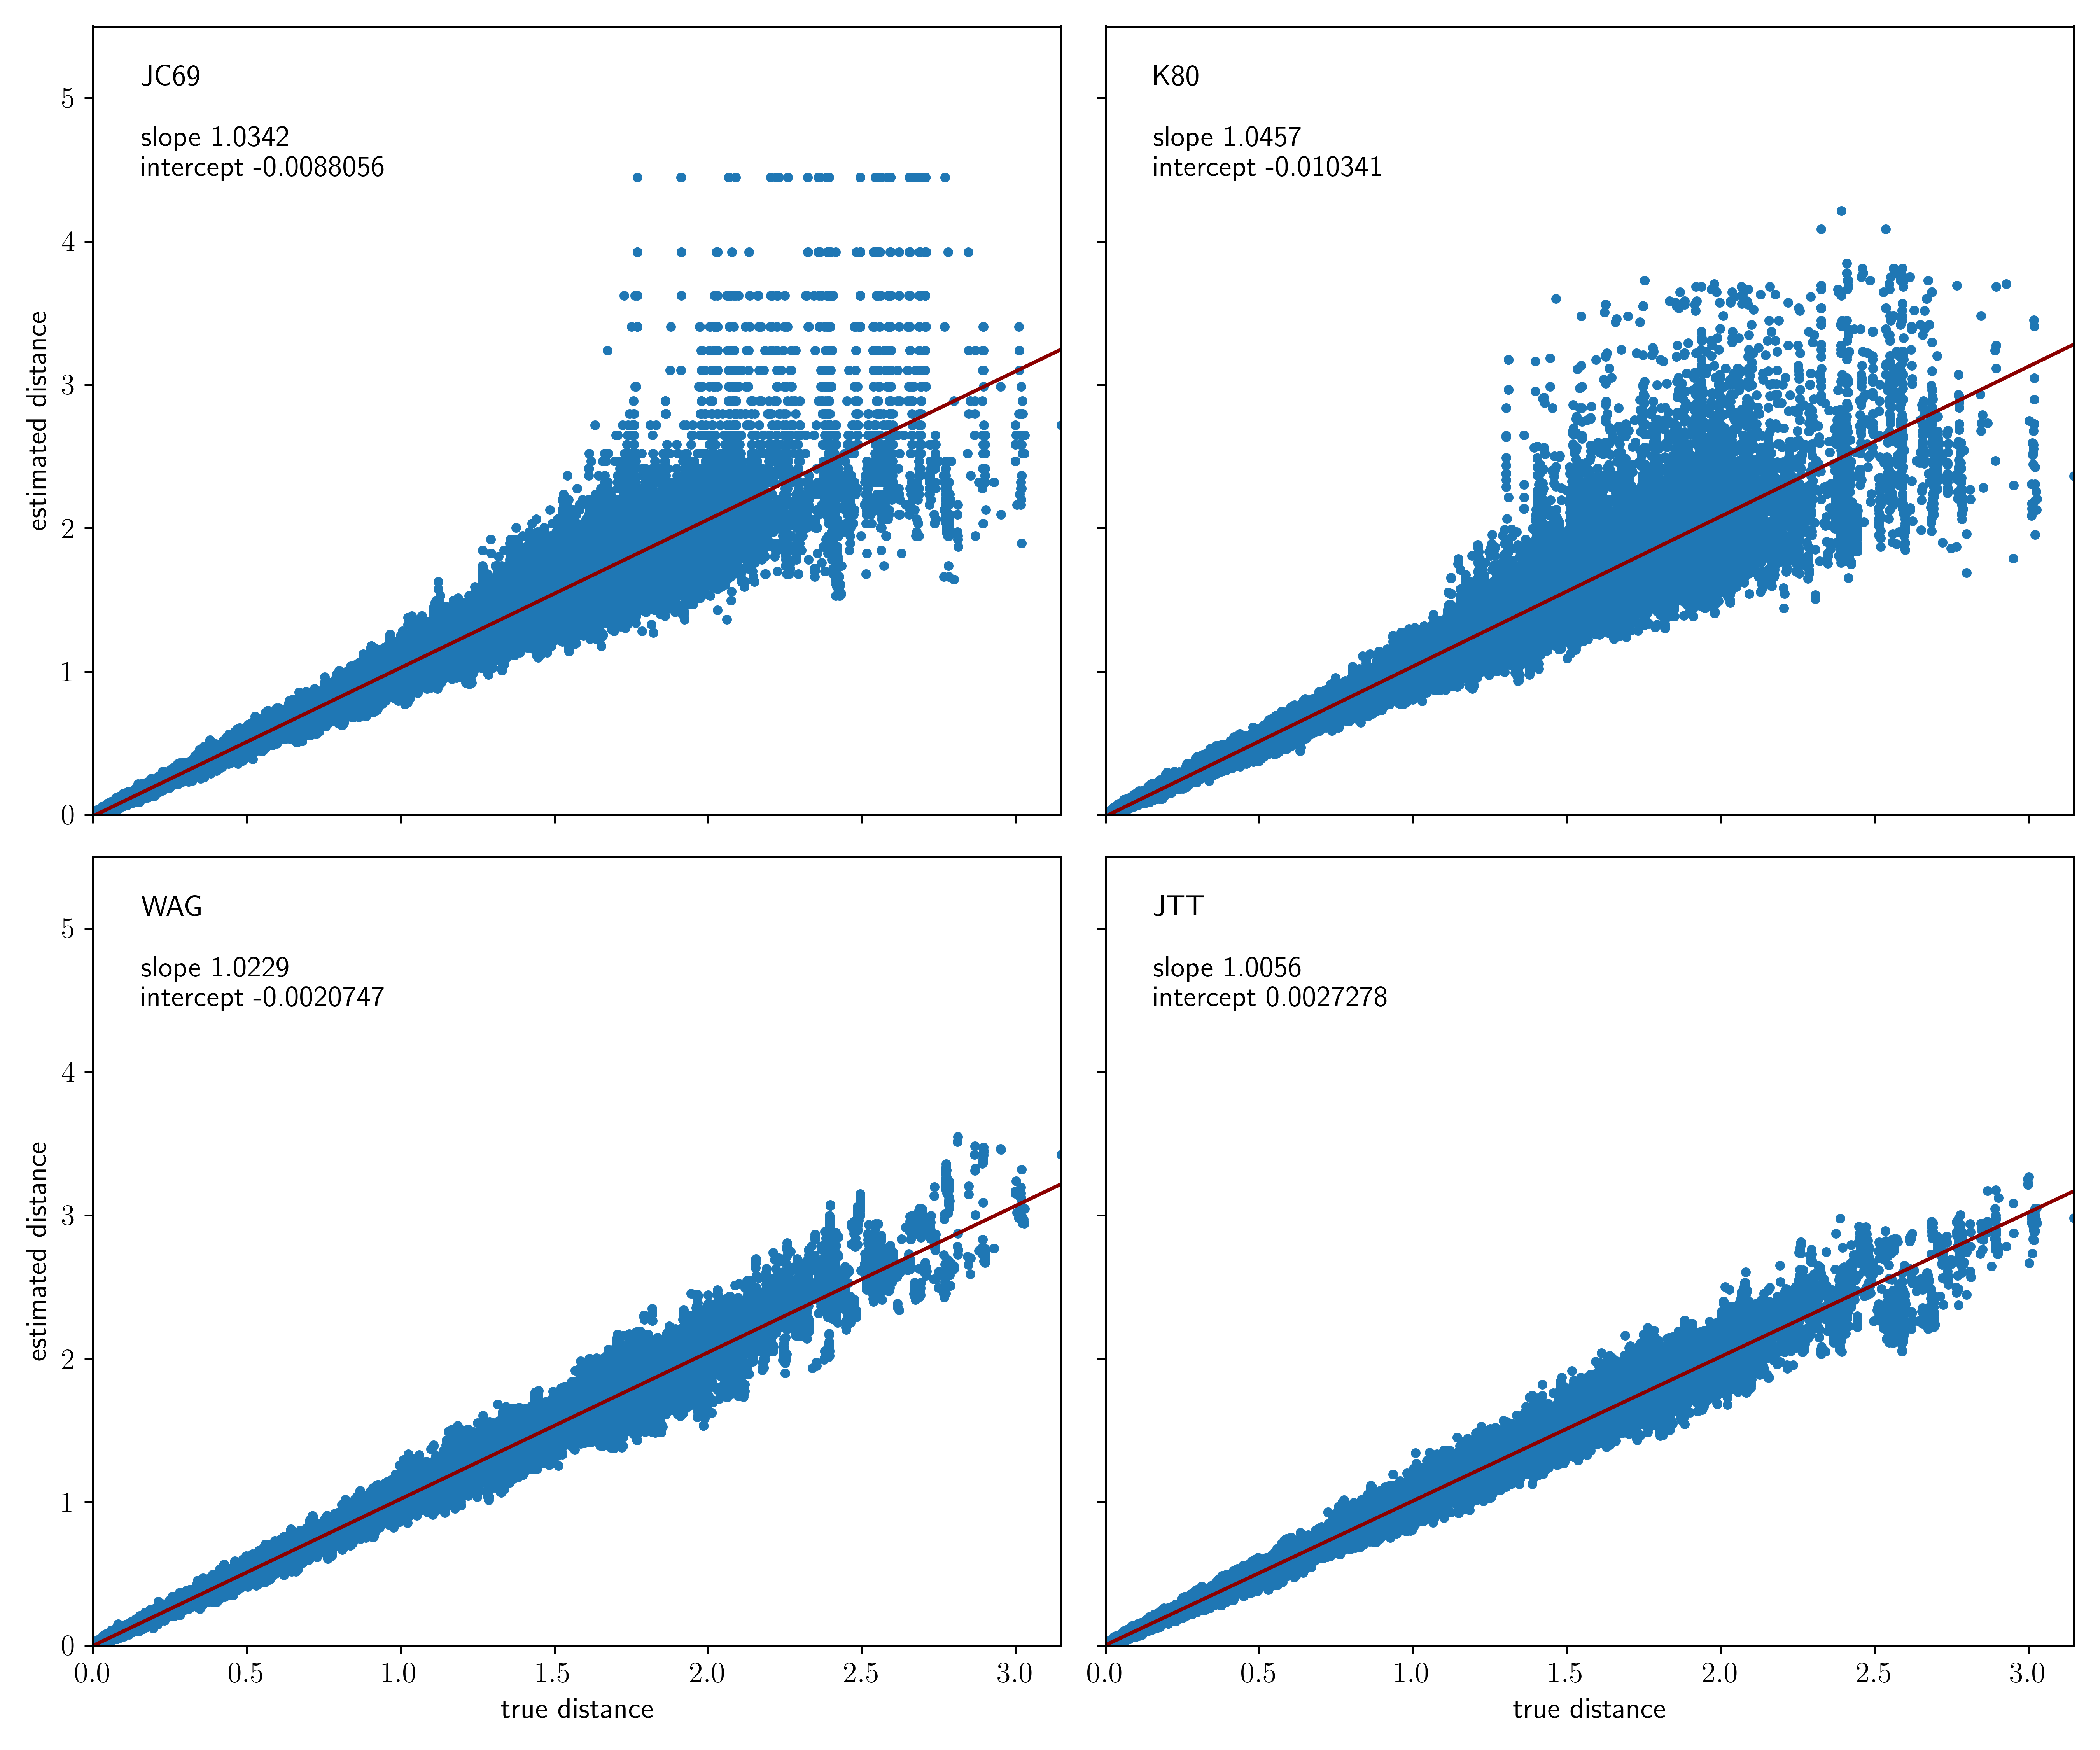 JC69
slope 1.0342
intercept -0.0088056
5
4
3
2
1
0
estimated distance
K80
slope 1.0457
intercept -0.010341
WAG
slope 1.0229
intercept -0.0020747
5
4
3
2
1
0
estimated distance
0.0 0.5 1.0 1.5 2.0 2.5 3.0
true distance
JTT
slope 1.0056
intercept 0.0027278
0.0 0.5 1.0 1.5 2.0 2.5 3.0
true distance